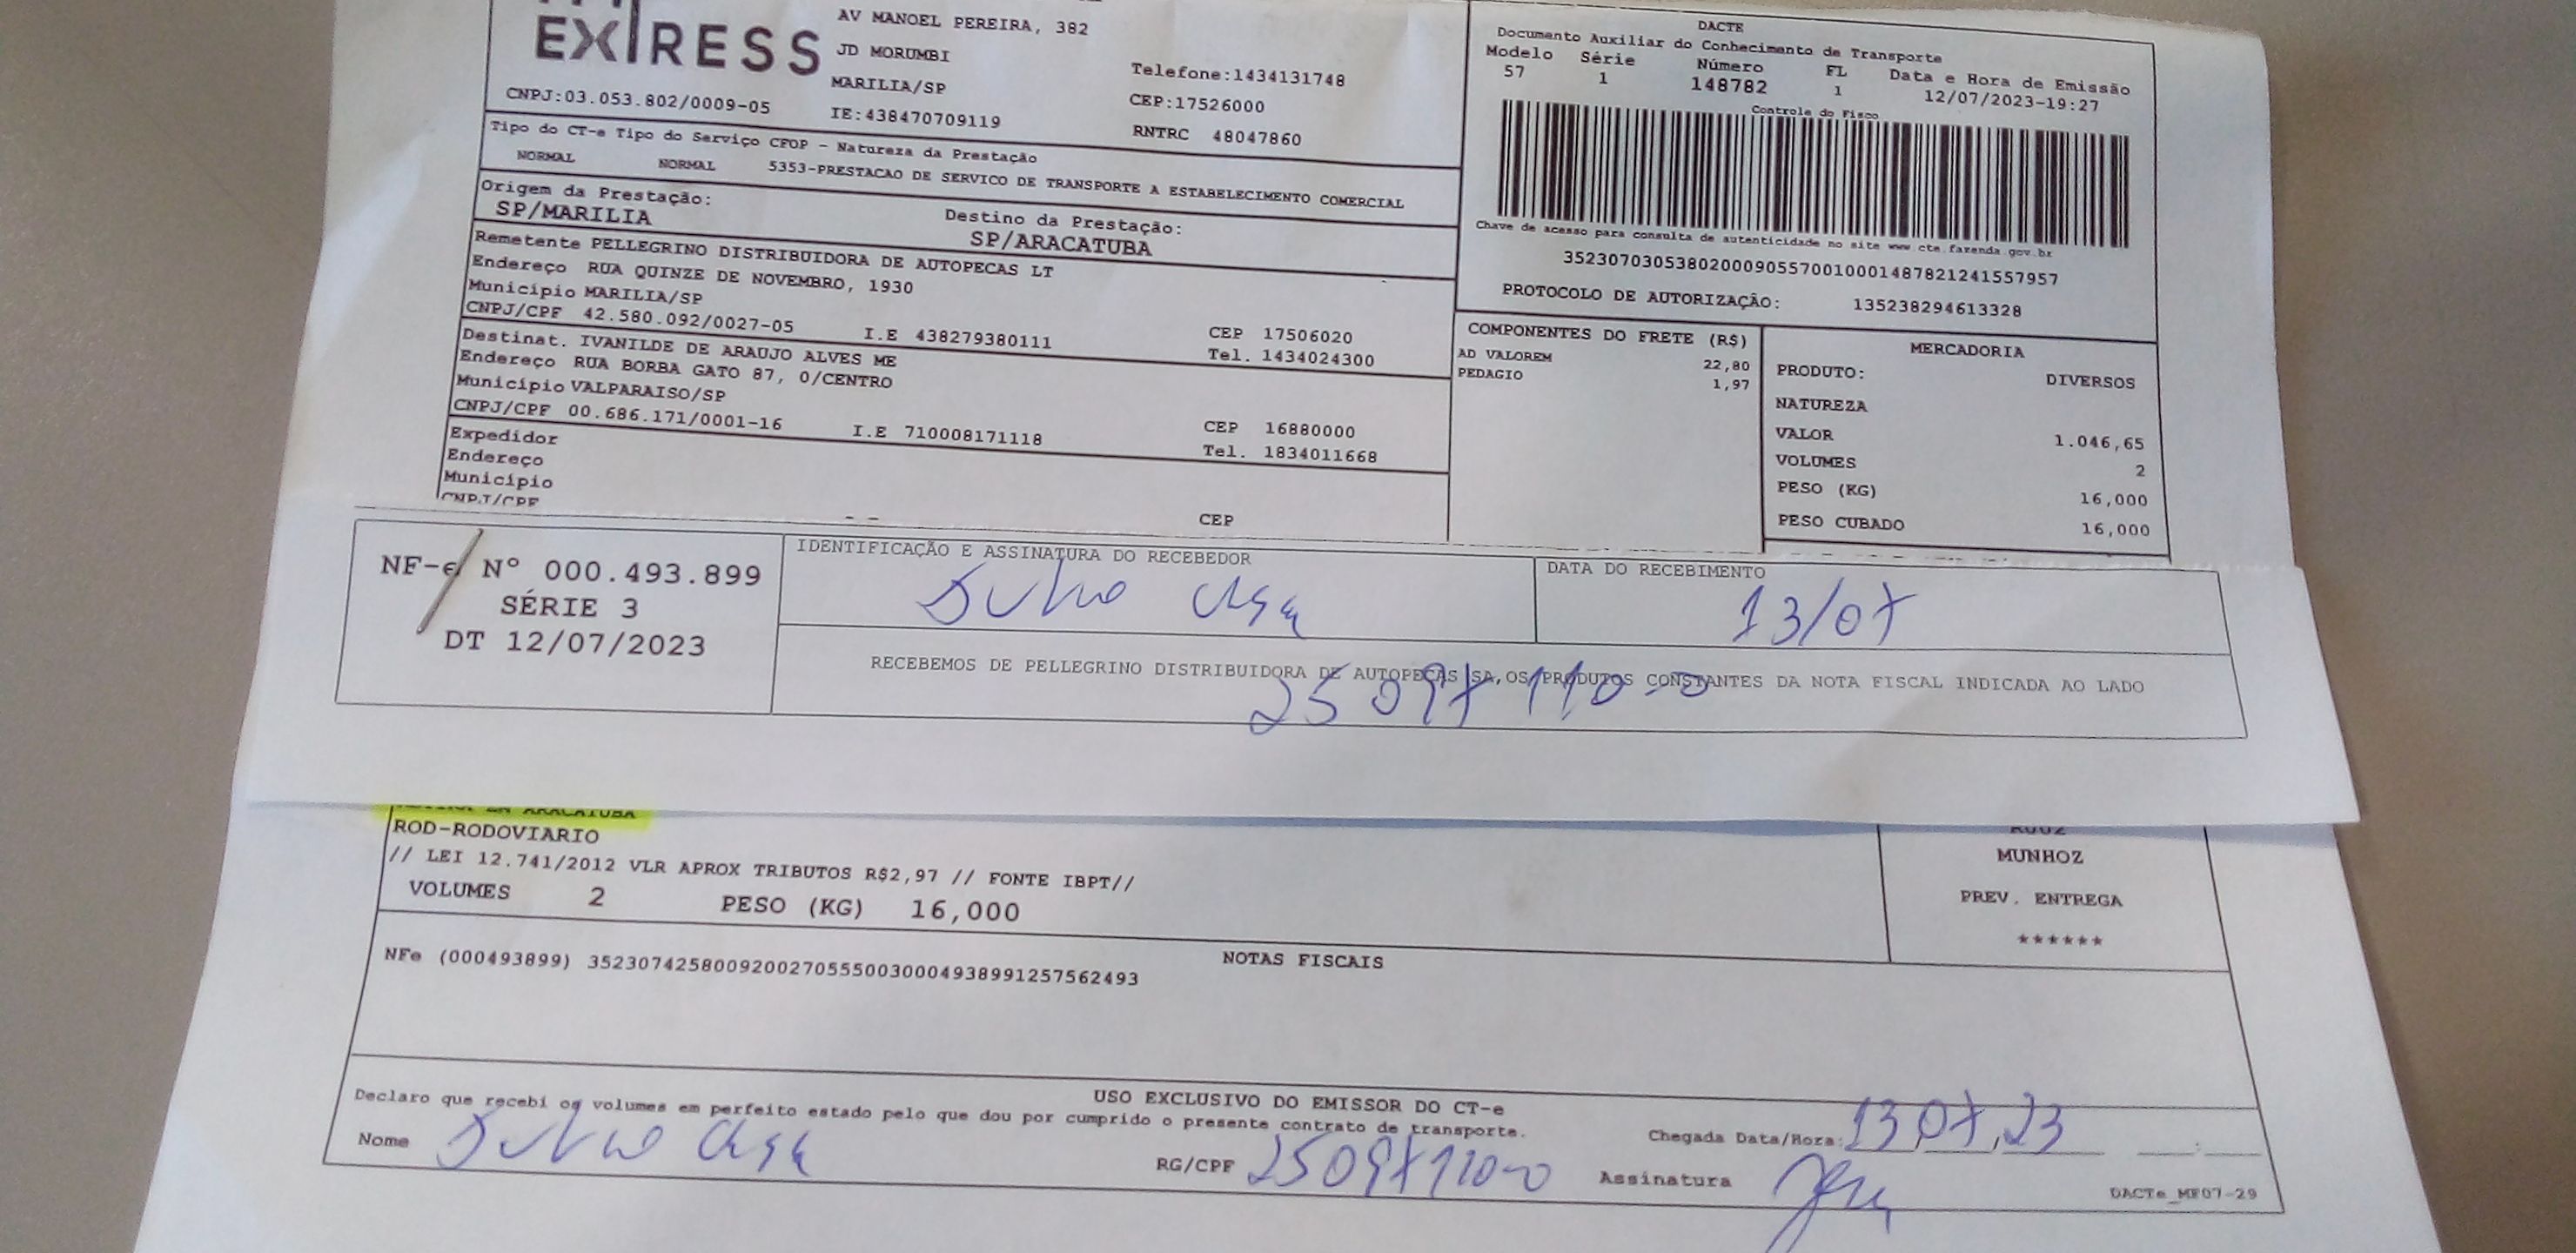 EXPRESS
AV MANOEL PEREIRA, 382
JD MORUMBI
MARILIA/SP
CNPJ:03.053.802/0009-05
IE:438470709119
Telefone:1434131748
CEP:17526000
RNTRC 48047860
DACTE
Documento Auxiliar do Conhecimento de Transporte
Modelo Série Número FL Data e Hora de Emissão
57 1 148782 1 12/07/2023-19:27
Controle do Fisco
Chave de acesso para consulta de autenticidade no site www.cte.fazenda.gov.br
35230703053802000905570010001487821241557957
PROTOCOLO DE AUTORIZAÇÃO: 135238294613328
Tipo do CT-e Tipo do Serviço CFOP - Natureza da Prestação
NORMAL NORMAL 5353-PRESTACAO DE SERVICO DE TRANSPORTE A ESTABELECIMENTO COMERCIAL
Origem da Prestação: Destino da Prestação:
SP/MARILIA SP/ARACATUBA
Remetente PELLEGRINO DISTRIBUIDORA DE AUTOPECAS LT
Endereço RUA QUINZE DE NOVEMBRO, 1930
Município MARILIA/SP CEP 17506020
CNPJ/CPF 42.580.092/0027-05 I.E 438279380111 Tel. 1434024300
Destinat. IVANILDE DE ARAUJO ALVES ME
Endereço RUA BORBA GATO 87, 0/CENTRO
Município VALPARAISO/SP CEP 16880000
CNPJ/CPF 00.686.171/0001-16 I.E 710008171118 Tel. 1834011668
Expedidor
Endereço
Município CEP
CNPJ/CPF
COMPONENTES DO FRETE (R$)
AD VALOREM 22,80
PEDAGIO 1,97
MERCADORIA
PRODUTO: DIVERSOS
NATUREZA
VALOR 1.046,65
VOLUMES 2
PESO (KG) 16,000
PESO CUBADO 16,000
NF-e Nº 000.493.899
SÉRIE 3
DT 12/07/2023
IDENTIFICAÇÃO E ASSINATURA DO RECEBEDOR
DATA DO RECEBIMENTO
13/07
RECEBEMOS DE PELLEGRINO DISTRIBUIDORA DE AUTOPECAS SA,OS PRODUTOS CONSTANTES DA NOTA FISCAL INDICADA AO LADO
25097110-0
EM ARACATUBA
ROD-RODOVIARIO
// LEI 12.741/2012 VLR APROX TRIBUTOS R$2,97 // FONTE IBPT//
VOLUMES 2 PESO (KG) 16,000
MUNHOZ
PREV. ENTREGA
******
NOTAS FISCAIS
NFe (000493899) 35230742580092002705550030004938991257562493
USO EXCLUSIVO DO EMISSOR DO CT-e
Declaro que recebi os volumes em perfeito estado pelo que dou por cumprido o presente contrato de transporte.
Chegada Data/Hora: 13 07 23
Nome RG/CPF 25097110-0 Assinatura
DACTe_MF07-29